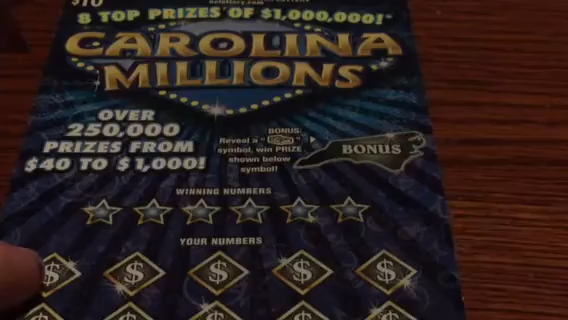 $10
8 TOP PRIZES OF $1,000,000!*
CAROLINA
MILLIONS
OVER
250,000
PRIZES FROM
$40 TO $1,000!
BONUS:
Reveal a " "
symbol, win PRIZE
shown below
symbol!
BONUS
WINNING NUMBERS
YOUR NUMBERS
$ $ $ $ $
$ $ $ $ $